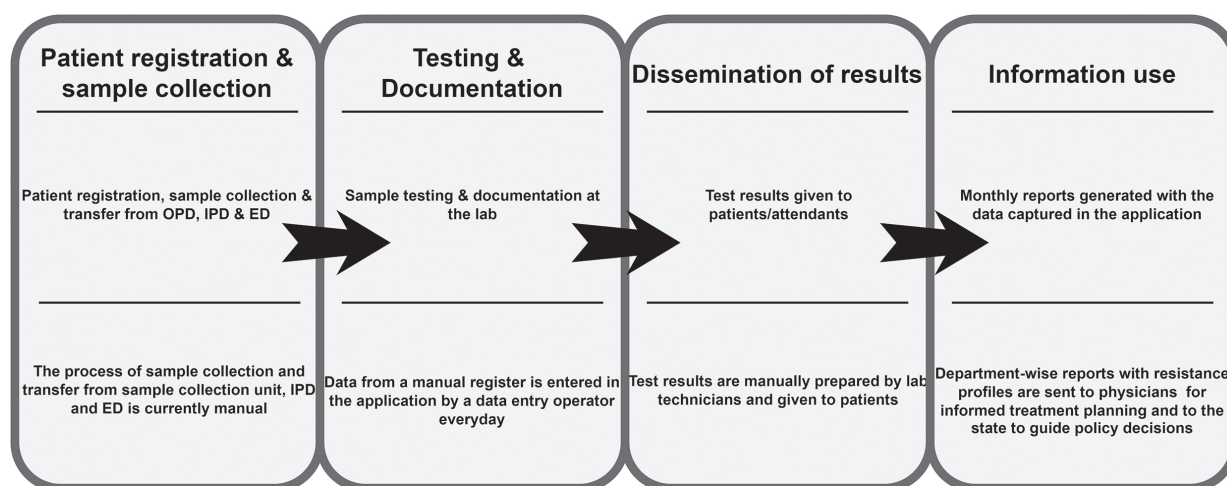 Patient registration &
sample collection
Patient registration, sample collection &
transfer from OPD, IPD & ED
The process of sample collection and
transfer from sample collection unit, IPD
and ED is currently manual
Testing &
Documentation
Sample testing & documentation at
the lab
Data from a manual register is entered in
the application by a data entry operator
everyday
Dissemination of results
Test results given to
patients/attendants
Test results are manually prepared by lab
technicians and given to patients
Information use
Monthly reports generated with the
data captured in the application
Department-wise reports with resistance
profiles are sent to physicians for
informed treatment planning and to the
state to guide policy decisions